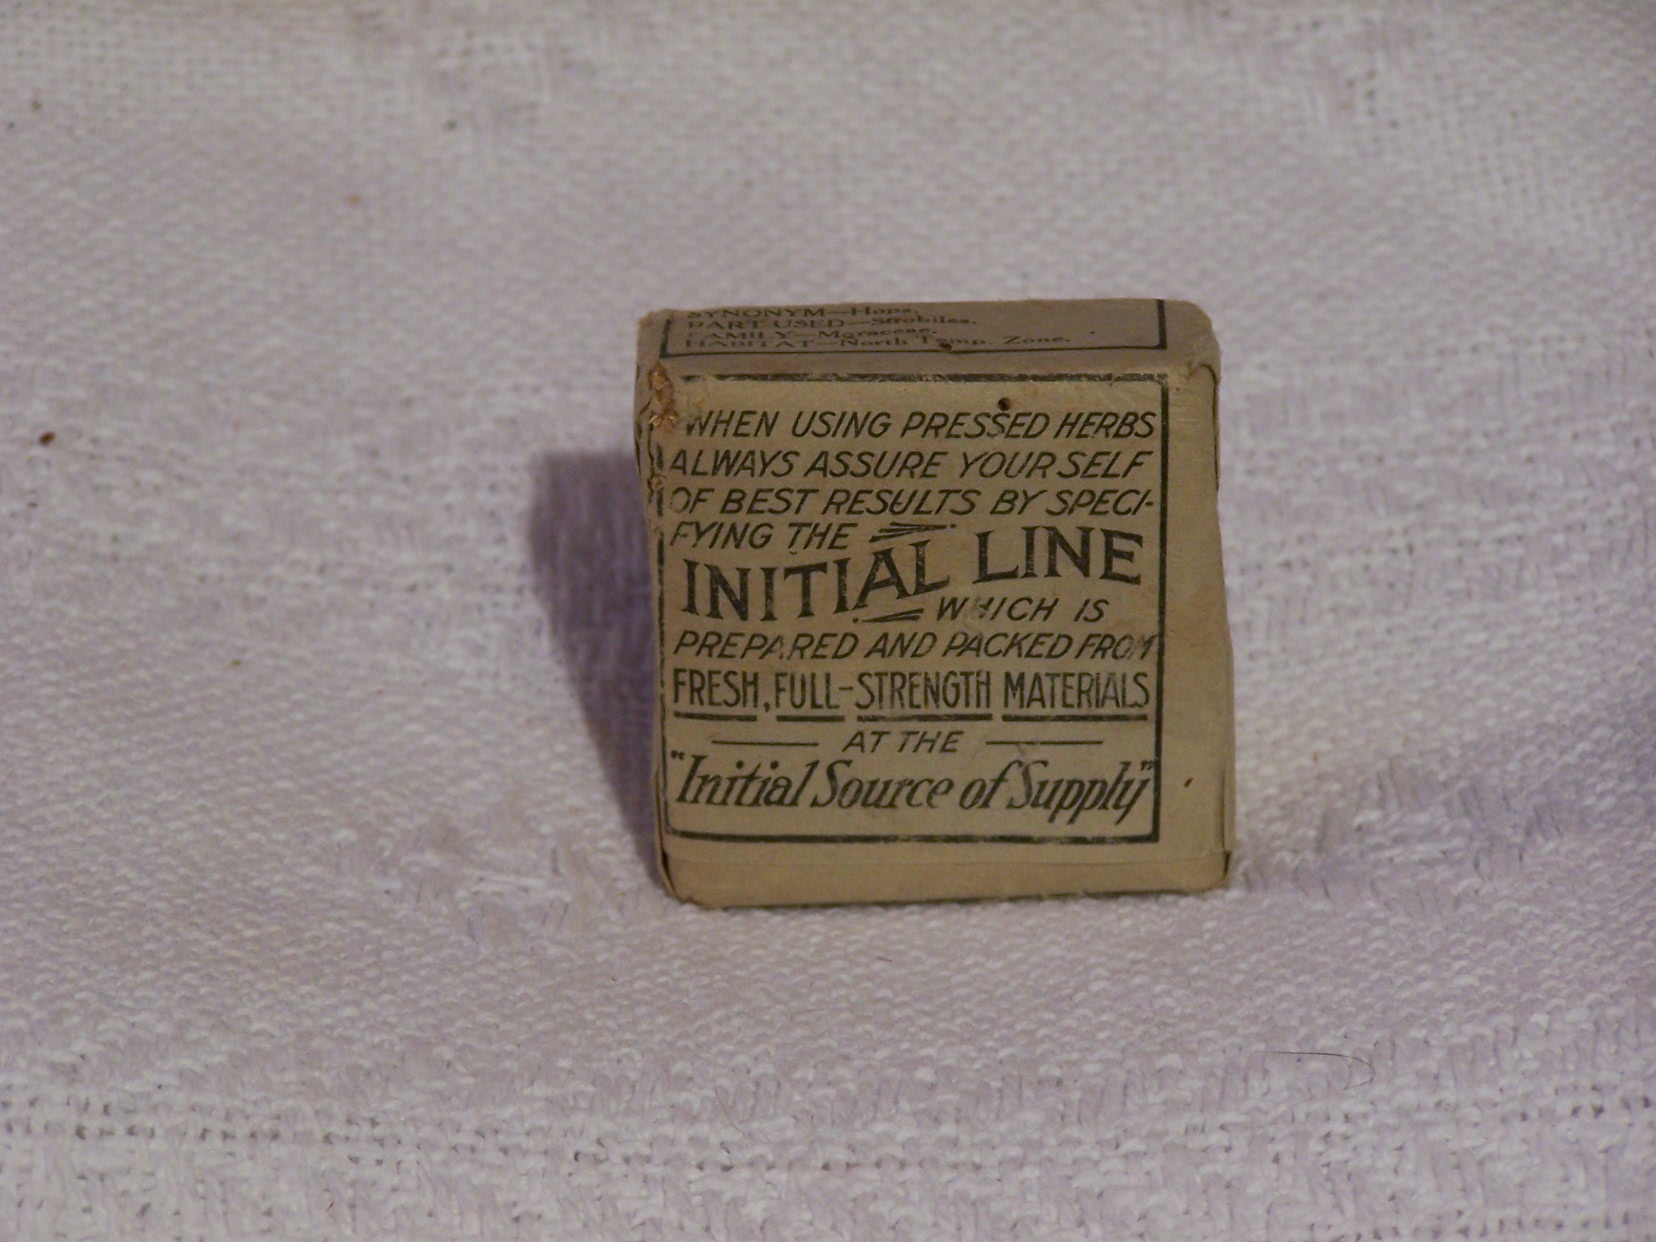 SYNONYM—Hops.
PART USED—Strobiles.
FAMILY—Moraceae.
HABITAT—North Temp. Zone.
WHEN USING PRESSED HERBS
ALWAYS ASSURE YOURSELF
OF BEST RESULTS BY SPECI-
FYING THE
INITIAL LINE
WHICH IS
PREPARED AND PACKED FROM
FRESH, FULL-STRENGTH MATERIALS
AT THE
"Initial Source of Supply"